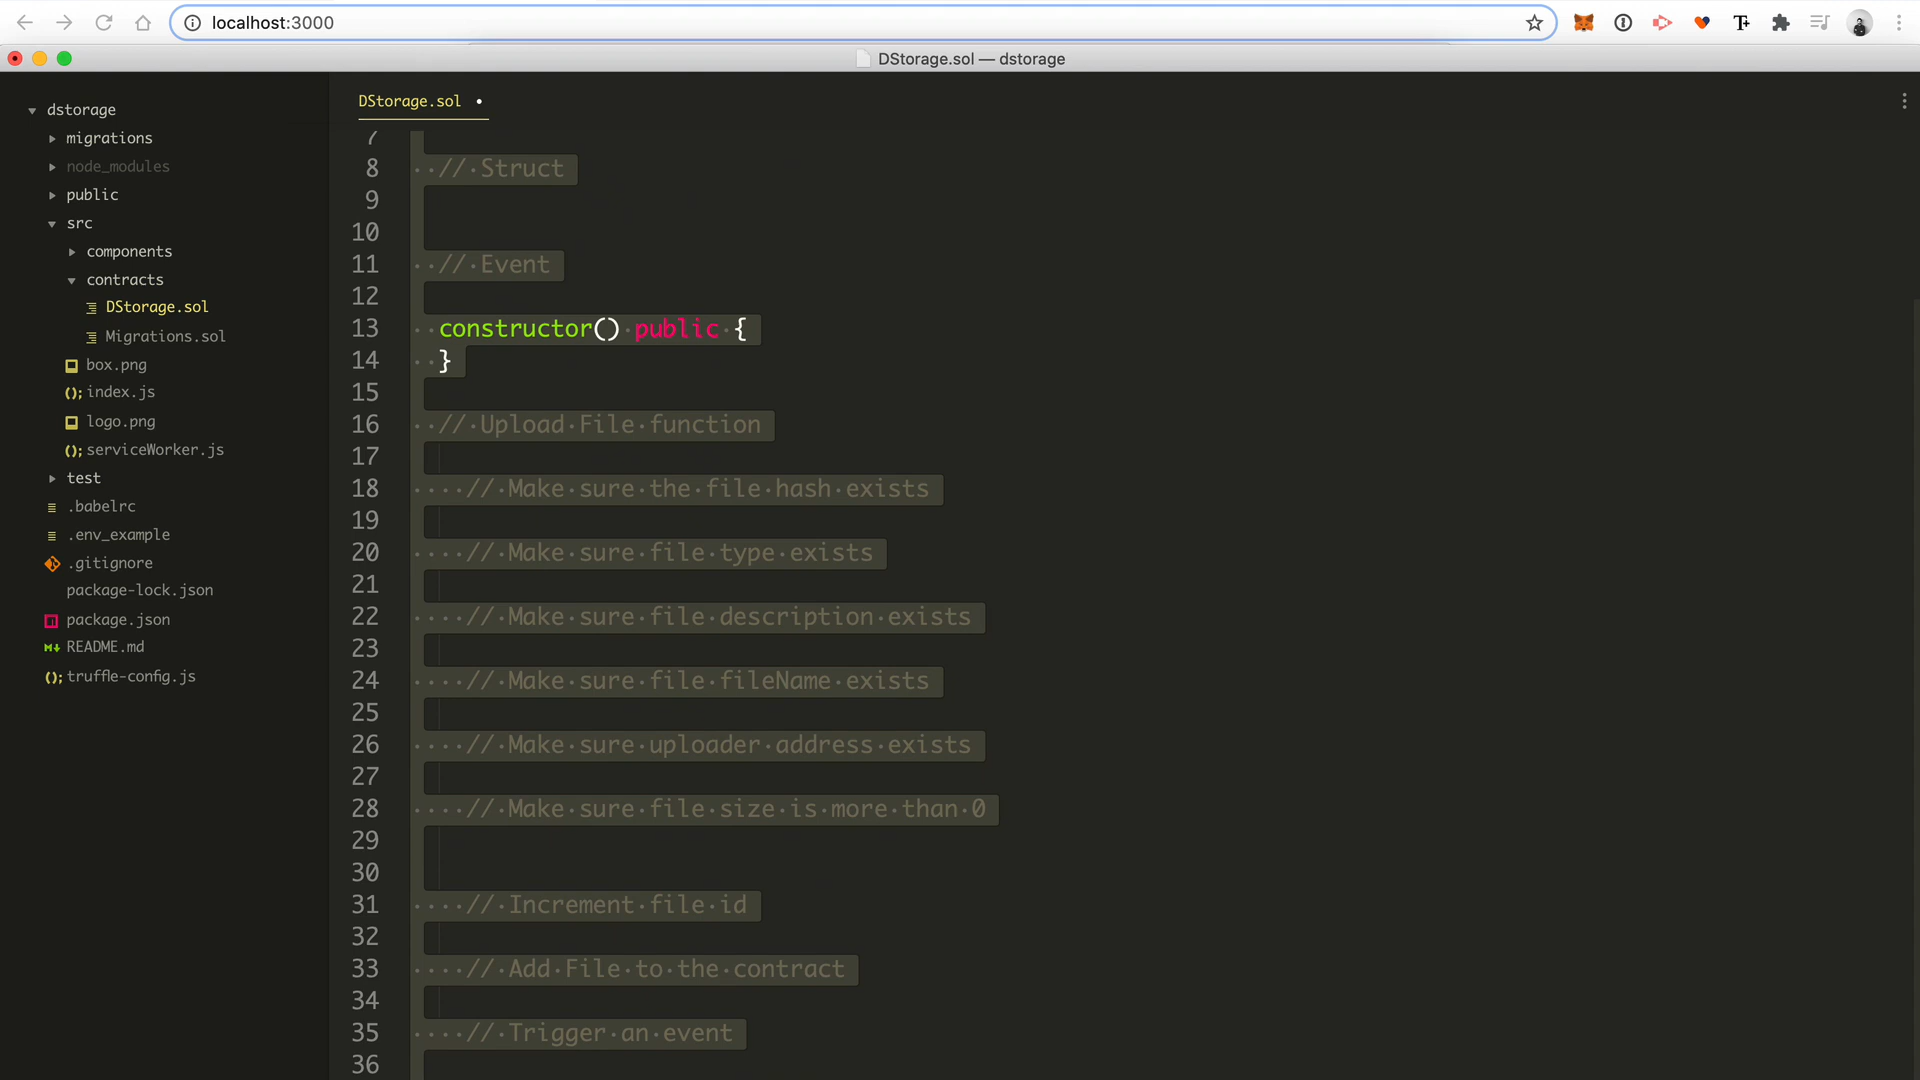 localhost:3000
DStorage.sol — dstorage
dstorage
migrations
node_modules
public
src
components
contracts
DStorage.sol
Migrations.sol
box.png
index.js
logo.png
serviceWorker.js
test
.babelrc
.env_example
.gitignore
package-lock.json
package.json
README.md
truffle-config.js
DStorage.sol
7
8 // Struct
9
10
11 // Event
12
13 constructor() public {
14 }
15
16 // Upload File function
17
18 // Make sure the file hash exists
19
20 // Make sure file type exists
21
22 // Make sure file description exists
23
24 // Make sure file fileName exists
25
26 // Make sure uploader address exists
27
28 // Make sure file size is more than 0
29
30
31 // Increment file id
32
33 // Add File to the contract
34
35 // Trigger an event
36